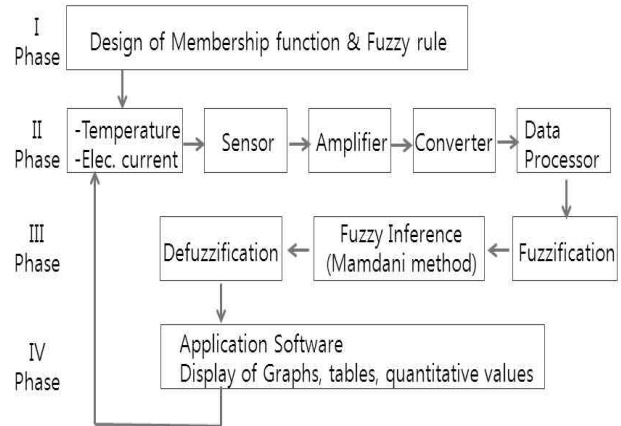 I
Phase
Design of Membership function & Fuzzy rule
II
Phase
-Temperature
-Elec. current
Sensor
Amplifier
Converter
Data
Processor
III
Phase
Defuzzification
Fuzzy Inference
(Mamdani method)
Fuzzification
IV
Phase
Application Software
Display of Graphs, tables, quantitative values